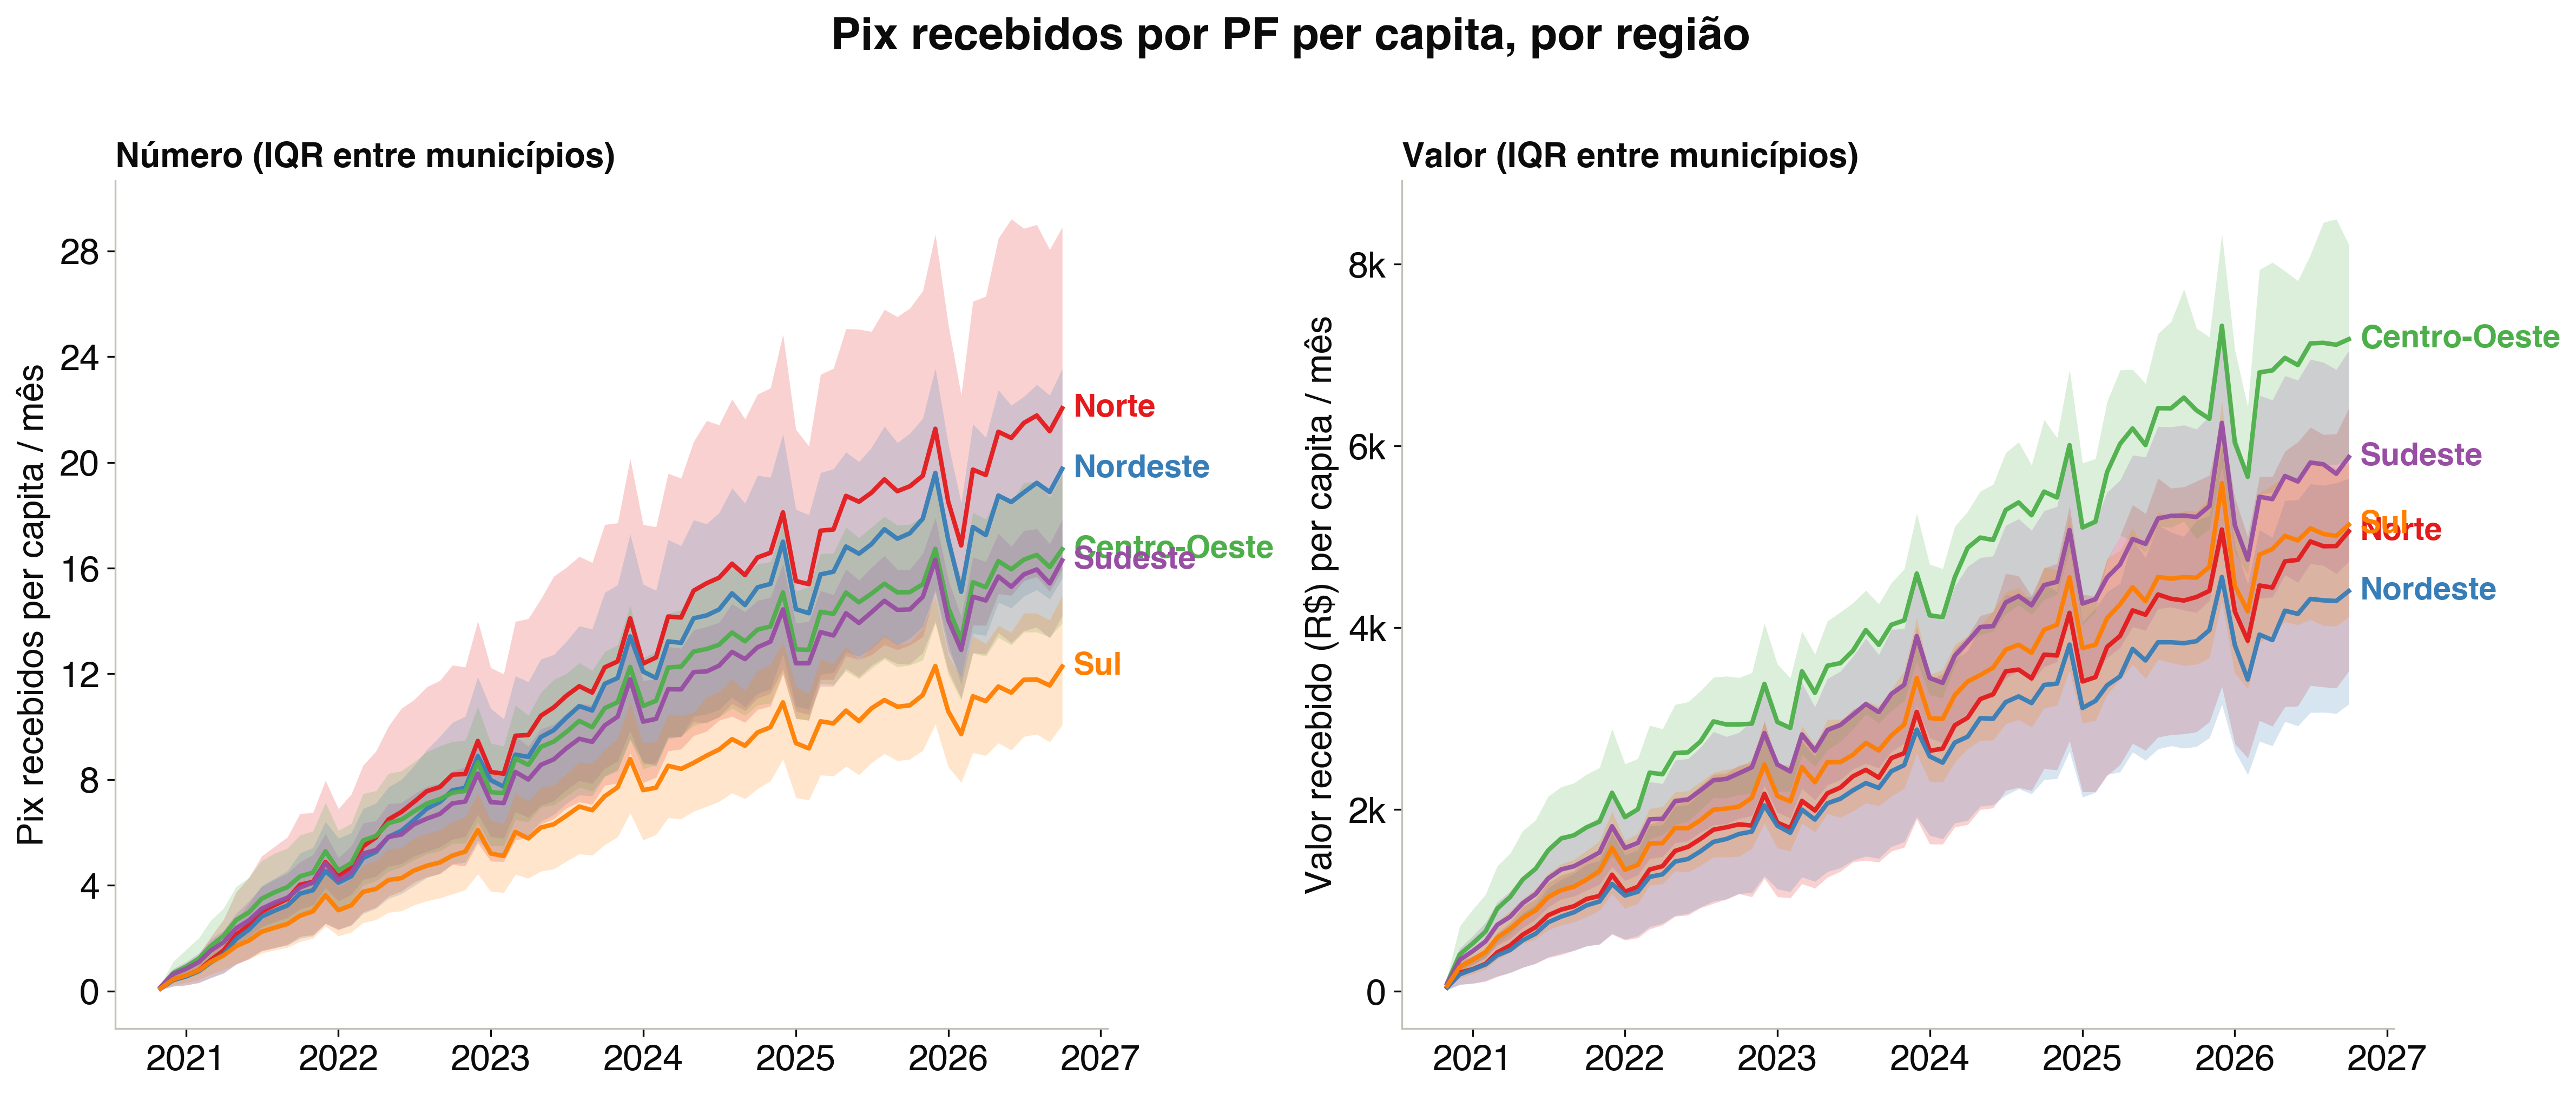 Pix recebidos por PF per capita, por região
Número (IQR entre municípios)
Pix recebidos per capita / mês
28
24
20
16
12
8
4
0
2021
2022
2023
2024
2025
2026
2027
Norte
Nordeste
Centro-Oeste
Sudeste
Sul
Valor (IQR entre municípios)
Valor recebido (R$) per capita / mês
8k
6k
4k
2k
0
2021
2022
2023
2024
2025
2026
2027
Centro-Oeste
Sudeste
Sul
Norte
Nordeste